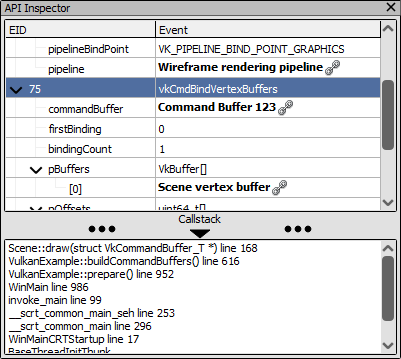 API Inspector
EID Event
pipelineBindPoint VK_PIPELINE_BIND_POINT_GRAPHICS
pipeline Wireframe rendering pipeline
75 vkCmdBindVertexBuffers
commandBuffer Command Buffer 123
firstBinding 0
bindingCount 1
pBuffers VkBuffer[]
[0] Scene vertex buffer
pOffsets uint64_t[]
Callstack
Scene::draw(struct VkCommandBuffer_T *) line 168
VulkanExample::buildCommandBuffers() line 616
VulkanExample::prepare() line 952
WinMain line 986
invoke_main line 99
__scrt_common_main_seh line 253
__scrt_common_main line 296
WinMainCRTStartup line 17
BaseThreadInitThunk